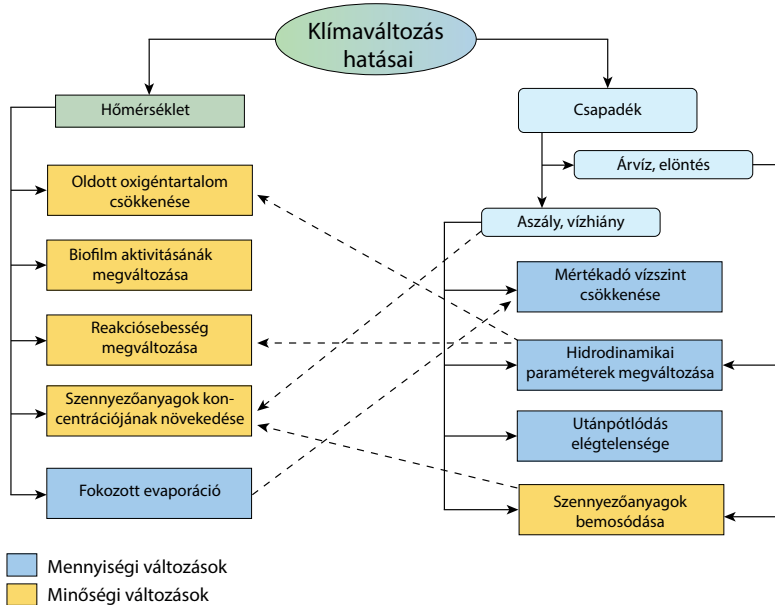 Klímaváltozás
hatásai
Hőmérséklet
Oldott oxigéntartalom
csökkenése
Biofilm aktivitásának
megváltozása
Reakciósebesség
megváltozása
Szennyezőanyagok kon-
centrációjának növekedése
Fokozott evaporáció
Csapadék
Árvíz, elöntés
Aszály, vízhiány
Mértékadó vízszint
csökkenése
Hidrodinamikai
paraméterek megváltozása
Utánpótlódás
elégtelensége
Szennyezőanyagok
bemosódása
Mennyiségi változások
Minőségi változások